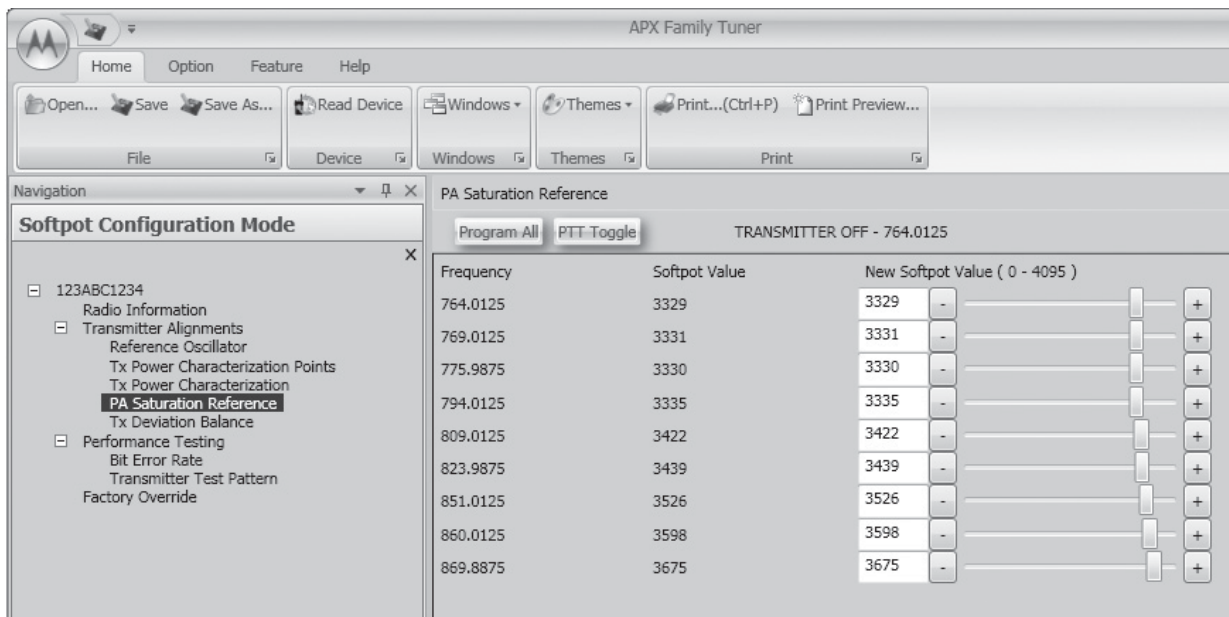 APX Family Tuner
Home Option Feature Help
Open... Save Save As... Read Device Windows Themes Print...(Ctrl+P) Print Preview...
File Device Windows Themes Print
Navigation
Softpot Configuration Mode
123ABC1234
Radio Information
Transmitter Alignments
Reference Oscillator
Tx Power Characterization Points
Tx Power Characterization
PA Saturation Reference
Tx Deviation Balance
Performance Testing
Bit Error Rate
Transmitter Test Pattern
Factory Override
PA Saturation Reference
Program All PTT Toggle TRANSMITTER OFF - 764.0125
Frequency Softpot Value New Softpot Value ( 0 - 4095 )
764.0125 3329 3329 - +
769.0125 3331 3331 - +
775.9875 3330 3330 - +
794.0125 3335 3335 - +
809.0125 3422 3422 - +
823.9875 3439 3439 - +
851.0125 3526 3526 - +
860.0125 3598 3598 - +
869.8875 3675 3675 - +